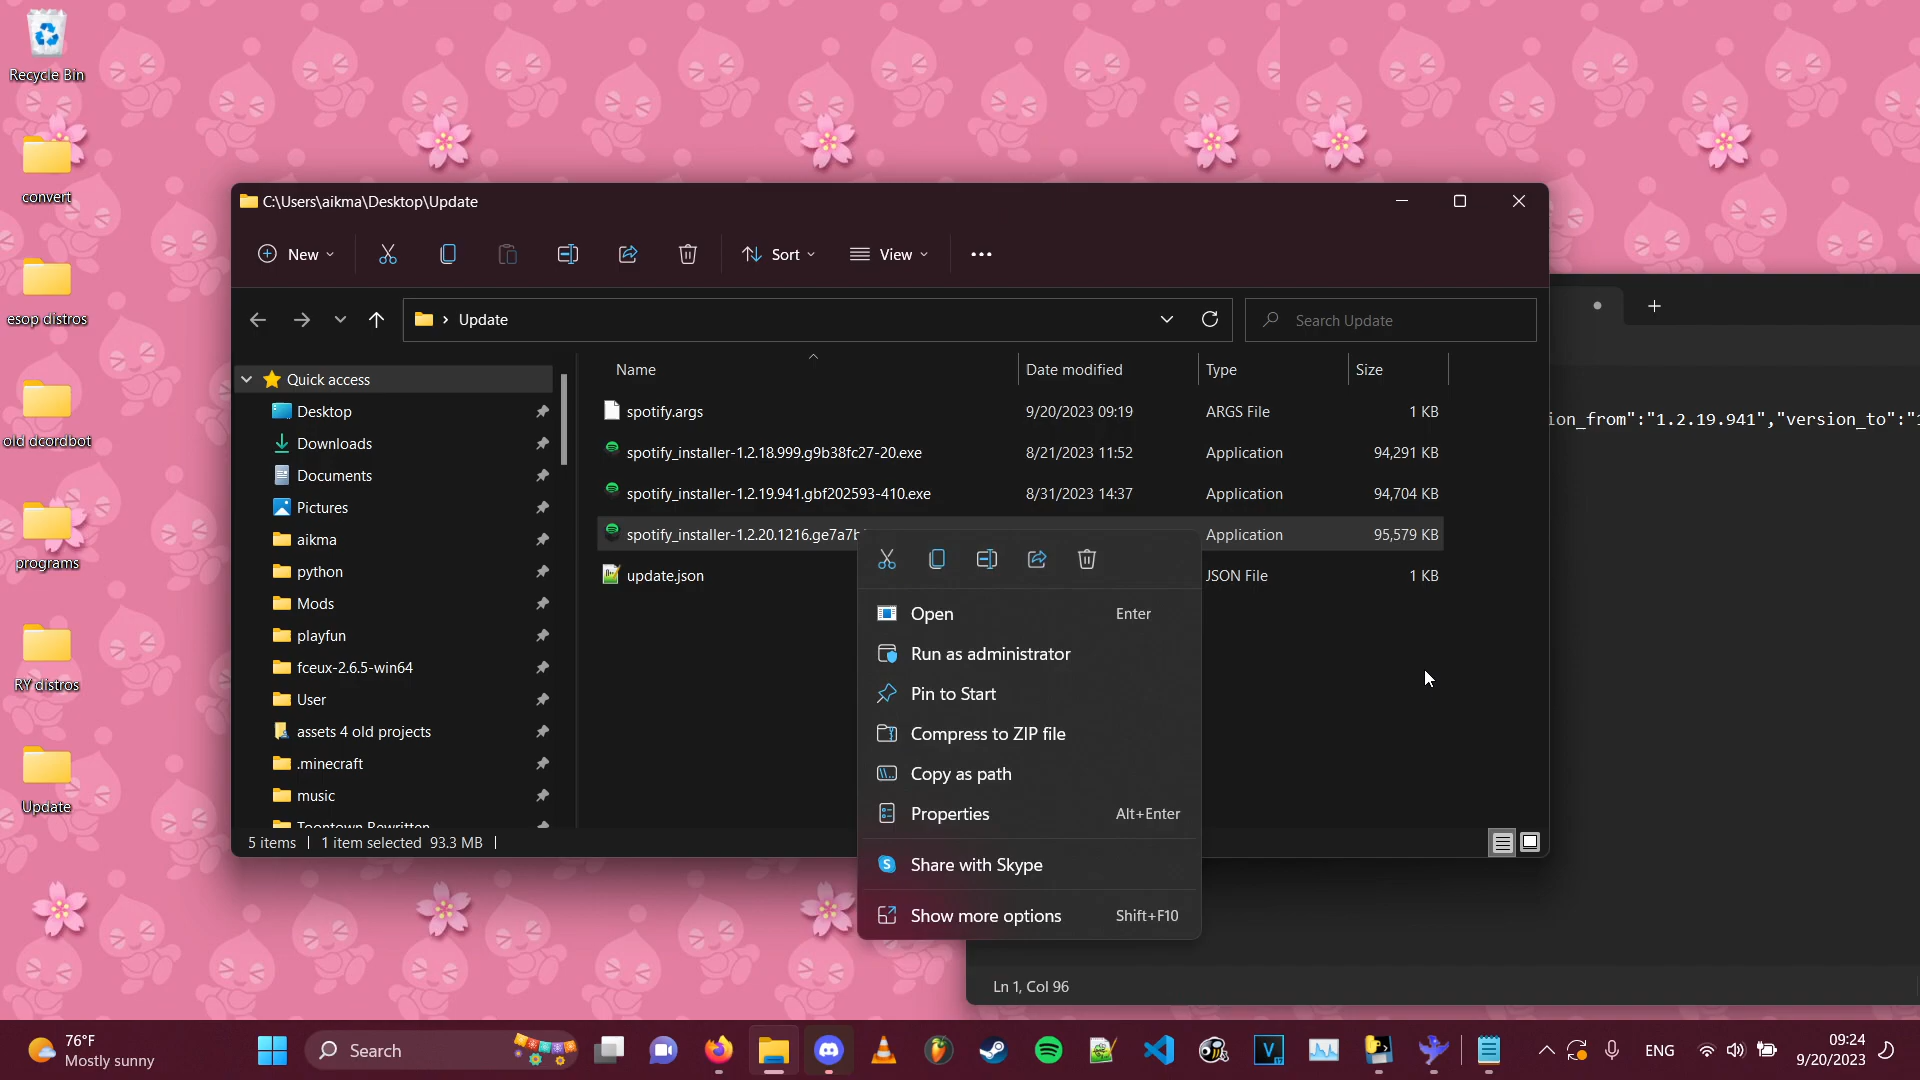 Recycle Bin
convert
esop distros
old dcordbot
programs
RY distros
Update
C:\Users\aikma\Desktop\Update
New
Sort
View
Update
Search Update
Quick access
Desktop
Downloads
Documents
Pictures
aikma
python
Mods
playfun
fceux-2.6.5-win64
User
assets 4 old projects
.minecraft
music
Toontown Rewritten
Name Date modified Type Size
spotify.args 9/20/2023 09:19 ARGS File 1 KB
spotify_installer-1.2.18.999.g9b38fc27-20.exe 8/21/2023 11:52 Application 94,291 KB
spotify_installer-1.2.19.941.gbf202593-410.exe 8/31/2023 14:37 Application 94,704 KB
spotify_installer-1.2.20.1216.ge7a7b Application 95,579 KB
update.json JSON File 1 KB
Open Enter
Run as administrator
Pin to Start
Compress to ZIP file
Copy as path
Properties Alt+Enter
Share with Skype
Show more options Shift+F10
5 items 1 item selected 93.3 MB
ion_from":"1.2.19.941","version_to":"
Ln 1, Col 96
76°F
Mostly sunny
Search
ENG
09:24
9/20/2023